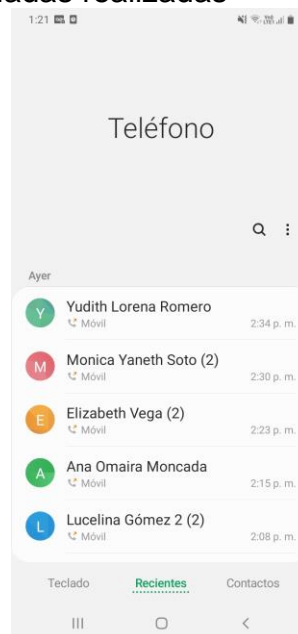 adas realizadas
1:21
Teléfono
Ayer
Y Yudith Lorena Romero
Móvil 2:34 p. m.
M Monica Yaneth Soto (2)
Móvil 2:30 p. m.
E Elizabeth Vega (2)
Móvil 2:23 p. m.
A Ana Omaira Moncada
Móvil 2:15 p. m.
L Lucelina Gómez 2 (2)
Móvil 2:08 p. m.
Teclado Recientes Contactos